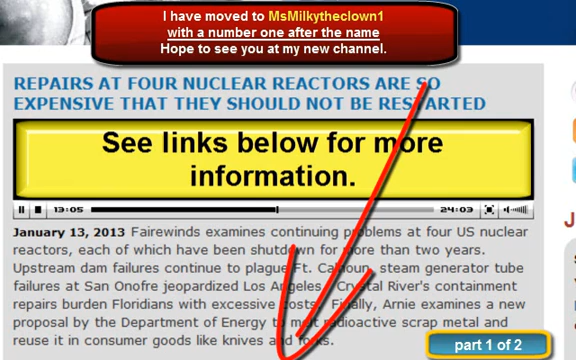 I have moved to MsMilkytheclown1
with a number one after the name
Hope to see you at my new channel.
REPAIRS AT FOUR NUCLEAR REACTORS ARE SO
EXPENSIVE THAT THEY SHOULD NOT BE RESTARTED
See links below for more
information.
13:05 24:03
January 13, 2013 Fairewinds examines continuing problems at four US nuclear
reactors, each of which have been shutdown for more than two years.
Upstream dam failures continue to plague Ft. Calhoun, steam generator tube
failures at San Onofre jeopardized Los Angeles, Crystal River's containment
repairs burden Floridians with excessive costs. Finally, Arnie examines a new
proposal by the Department of Energy to melt radioactive scrap metal and
reuse it in consumer goods like knives and forks.
J
part 1 of 2